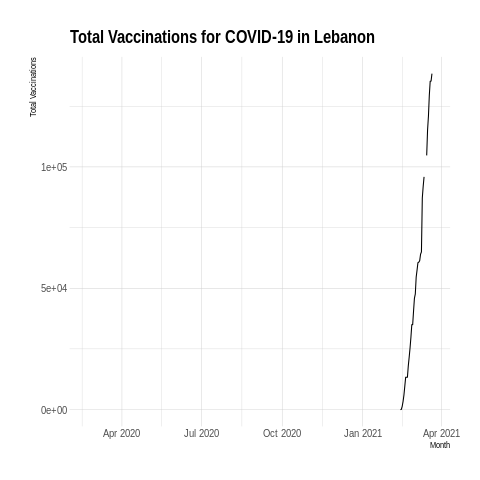 Total Vaccinations for COVID-19 in Lebanon
Total Vaccinations
1e+05
5e+04
0e+00
Apr 2020 Jul 2020 Oct 2020 Jan 2021 Apr 2021
Month